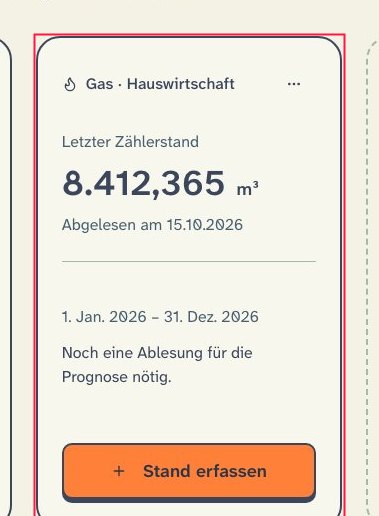 Gas · Hauswirtschaft
...
Letzter Zählerstand
8.412,365 m³
Abgelesen am 15.10.2026
1. Jan. 2026 – 31. Dez. 2026
Noch eine Ablesung für die
Prognose nötig.
+ Stand erfassen